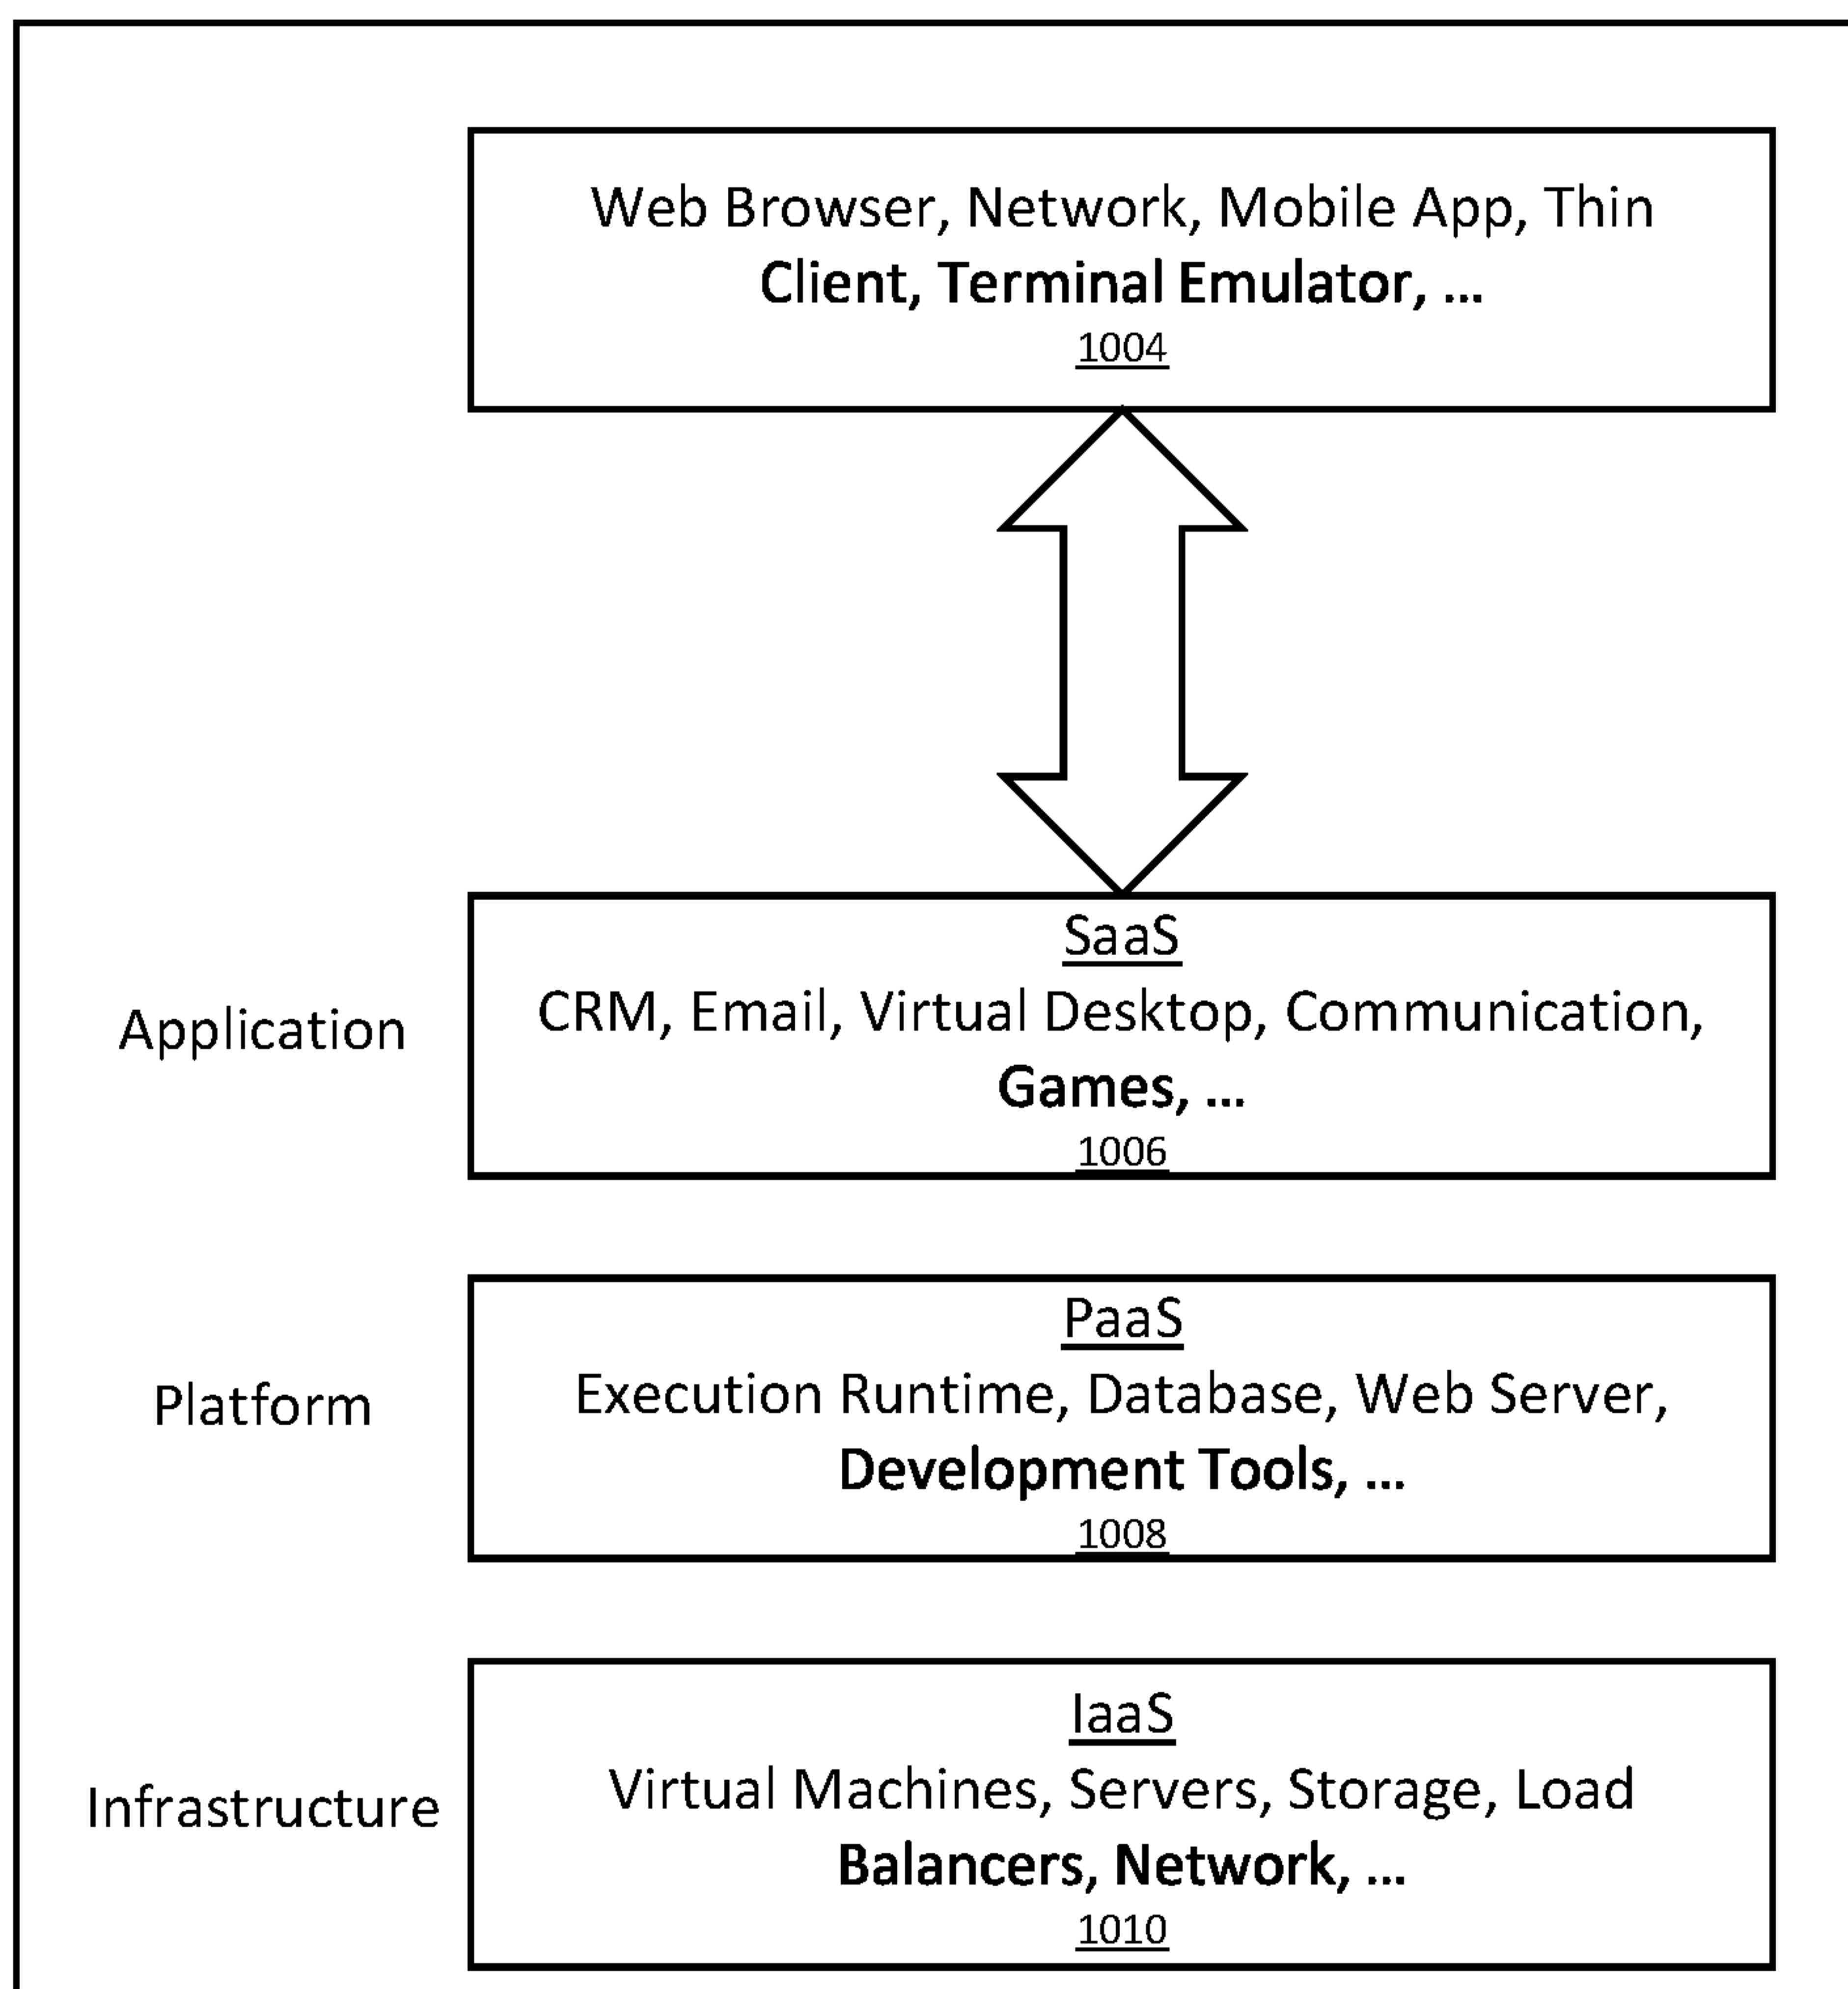 Web Browser, Network, Mobile App, Thin
Client, Terminal Emulator, ...
1004
SaaS
CRM, Email, Virtual Desktop, Communication,
Games, ...
1006
Application
PaaS
Execution Runtime, Database, Web Server,
Development Tools, ...
1008
Platform
IaaS
Virtual Machines, Servers, Storage, Load
Balancers, Network, ...
1010
Infrastructure